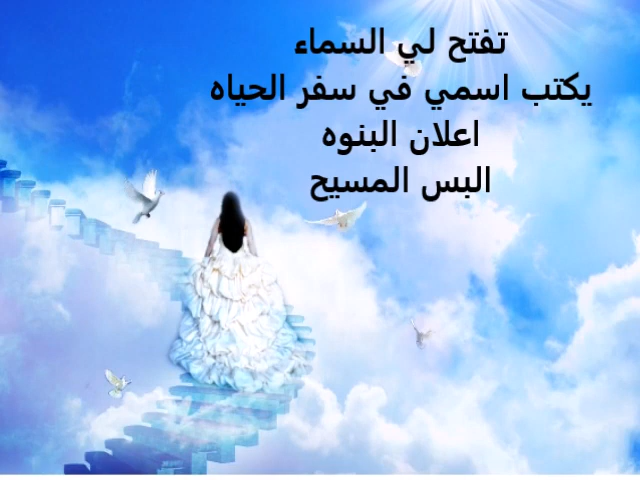 تفتح لي السماء
يكتب اسمي في سفر الحياه
اعلان البنوه
البس المسيح